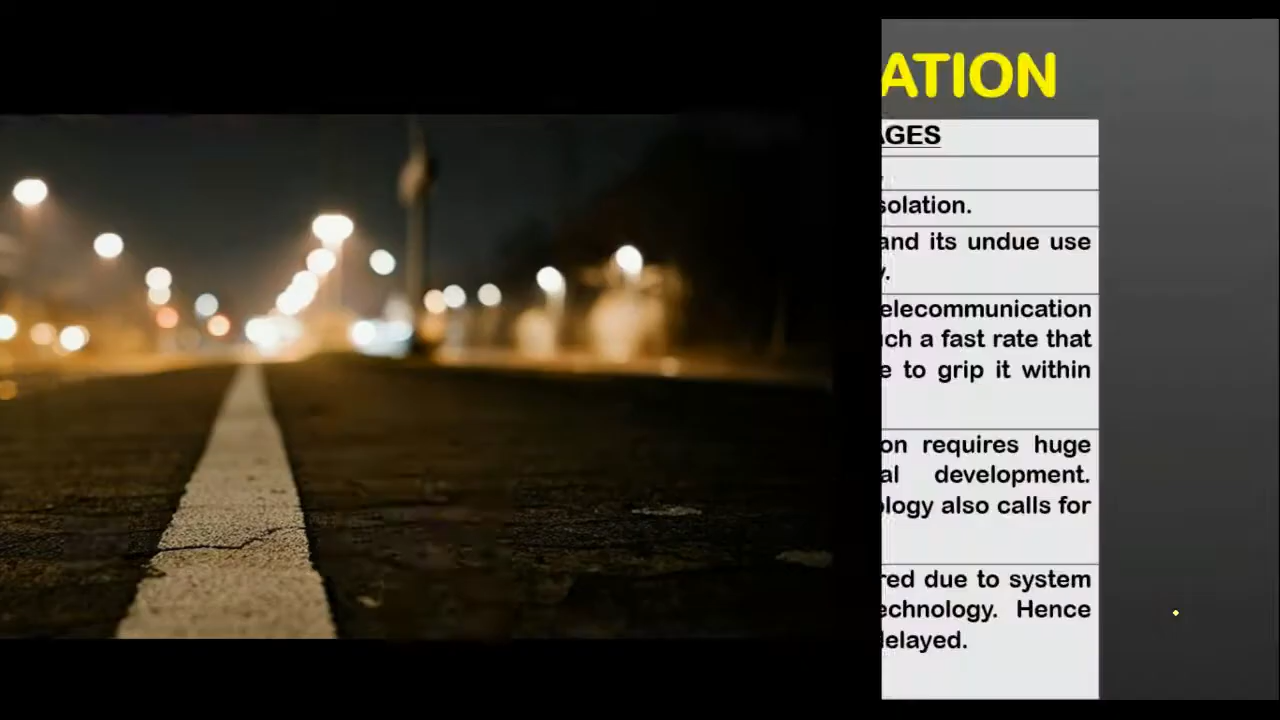 ATION
AGES
solation.
and its undue use
y.
elecommunication
uch a fast rate that
e to grip it within
on requires huge
al development.
ology also calls for
red due to system
echnology. Hence
delayed.